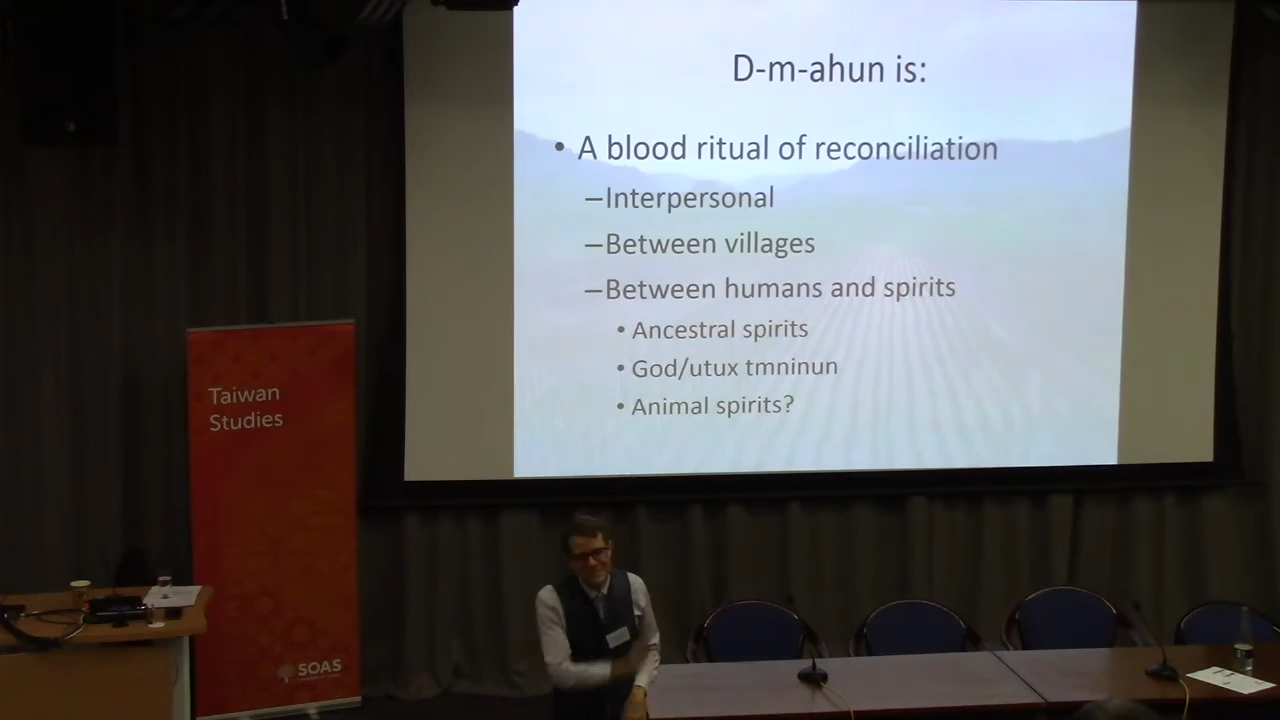 D-m-ahun is:
• A blood ritual of reconciliation
–Interpersonal
–Between villages
–Between humans and spirits
• Ancestral spirits
• God/utux tmninun
• Animal spirits?
Taiwan
Studies
SOAS